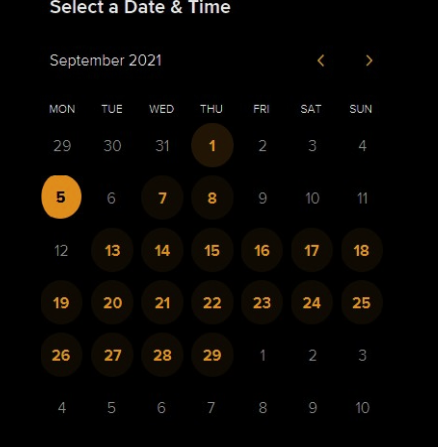 Select a Date & Time
September 2021
MON TUE WED THU FRI SAT SUN
29 30 31 1 2 3 4
5 6 7 8 9 10 11
12 13 14 15 16 17 18
19 20 21 22 23 24 25
26 27 28 29 1 2 3
4 5 6 7 8 9 10